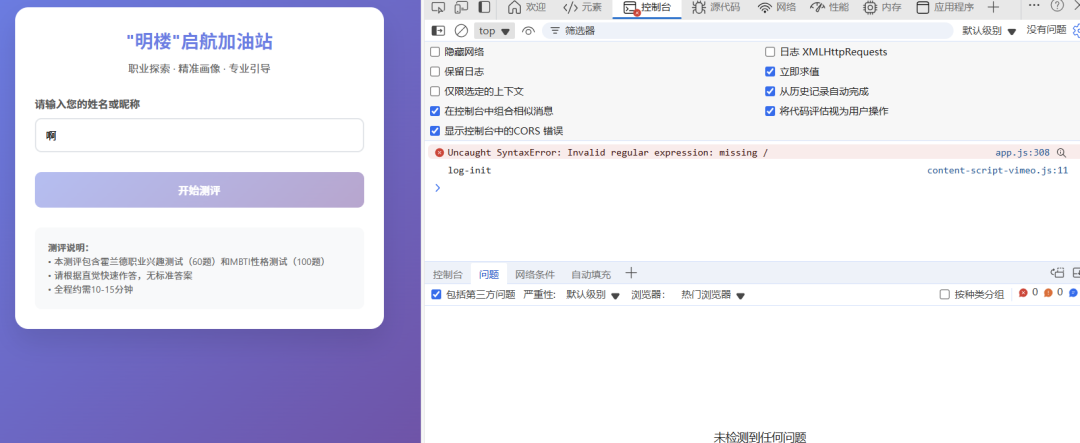 "明楼"启航加油站
职业探索 · 精准画像 · 专业引导
请输入您的姓名或昵称
啊
开始测评
测评说明：
• 本测评包含霍兰德职业兴趣测试（60题）和MBTI性格测试（100题）
• 请根据直觉快速作答，无标准答案
• 全程约需10-15分钟
欢迎 元素 控制台 源代码 网络 性能 内存 应用程序
top 筛选器 默认级别 没有问题
隐藏网络 日志 XMLHttpRequests
保留日志 立即求值
仅限选定的上下文 从历史记录自动完成
在控制台中组合相似消息 将代码评估视为用户操作
显示控制台中的CORS 错误
Uncaught SyntaxError: Invalid regular expression: missing / app.js:308
log-init content-script-vimeo.js:11
控制台 问题 网络条件 自动填充
包括第三方问题 严重性: 默认级别 浏览器： 热门浏览器 按种类分组 0 0
未检测到任何问题